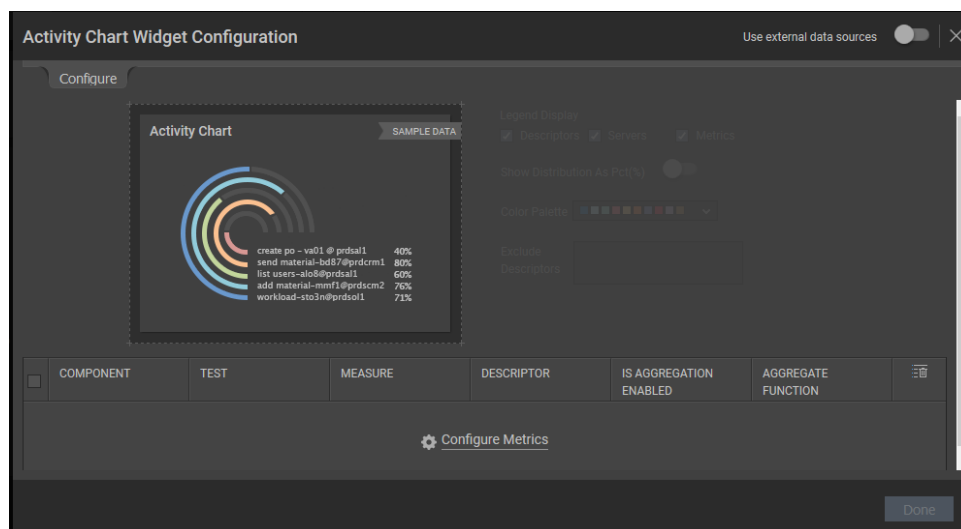 Activity Chart Widget Configuration
Use external data sources
Configure
Activity Chart
SAMPLE DATA
create po - va01 @ prdsal1 40%
send material-bd87@prdcrm1 80%
list users-alo8@prdsal1 60%
add material-mmf1@prdscm2 76%
workload-sto3n@prdsol1 71%
Legend Display
Descriptors Servers Metrics
Show Distribution As Pct(%)
Color Palette
Exclude
Descriptors
COMPONENT TEST MEASURE DESCRIPTOR IS AGGREGATION AGGREGATE
ENABLED FUNCTION
Configure Metrics
Done